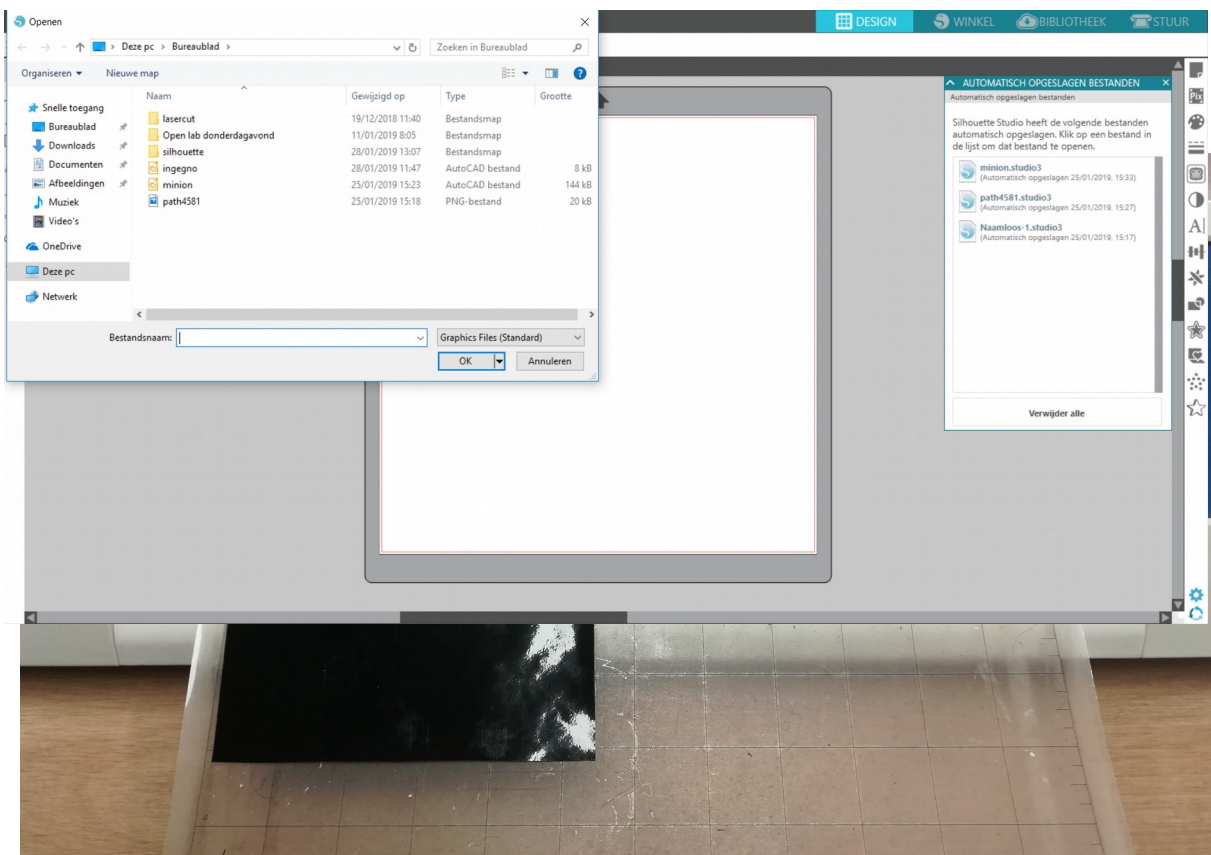 Openen
DESIGN
WINKEL
BIBLIOTHEEK
STUUR
Deze pc > Bureaublad >
Zoeken in Bureaublad
Organiseren
Nieuwe map
Naam
Gewijzigd op
Type
Grootte
Snelle toegang
Bureaublad
Downloads
Documenten
Afbeeldingen
Muziek
Video's
OneDrive
Deze pc
Netwerk
lasercut 19/12/2018 11:40 Bestandsmap
Open lab donderdagavond 11/01/2019 8:05 Bestandsmap
silhouette 28/01/2019 13:07 Bestandsmap
ingegno 28/01/2019 11:47 AutoCAD bestand 8 kB
minion 25/01/2019 15:23 AutoCAD bestand 144 kB
path4581 25/01/2019 15:18 PNG-bestand 20 kB
Bestandsnaam:
Graphics Files (Standard)
OK
Annuleren
AUTOMATISCH OPGESLAGEN BESTANDEN
Automatisch opgeslagen bestanden
Silhouette Studio heeft de volgende bestanden
automatisch opgeslagen. Klik op een bestand in
de lijst om dat bestand te openen.
minion.studio3
(Automatisch opgeslagen 25/01/2019, 15:33)
path4581.studio3
(Automatisch opgeslagen 25/01/2019, 15:27)
Naamloos-1.studio3
(Automatisch opgeslagen 25/01/2019, 15:17)
Verwijder alle
Pix
A